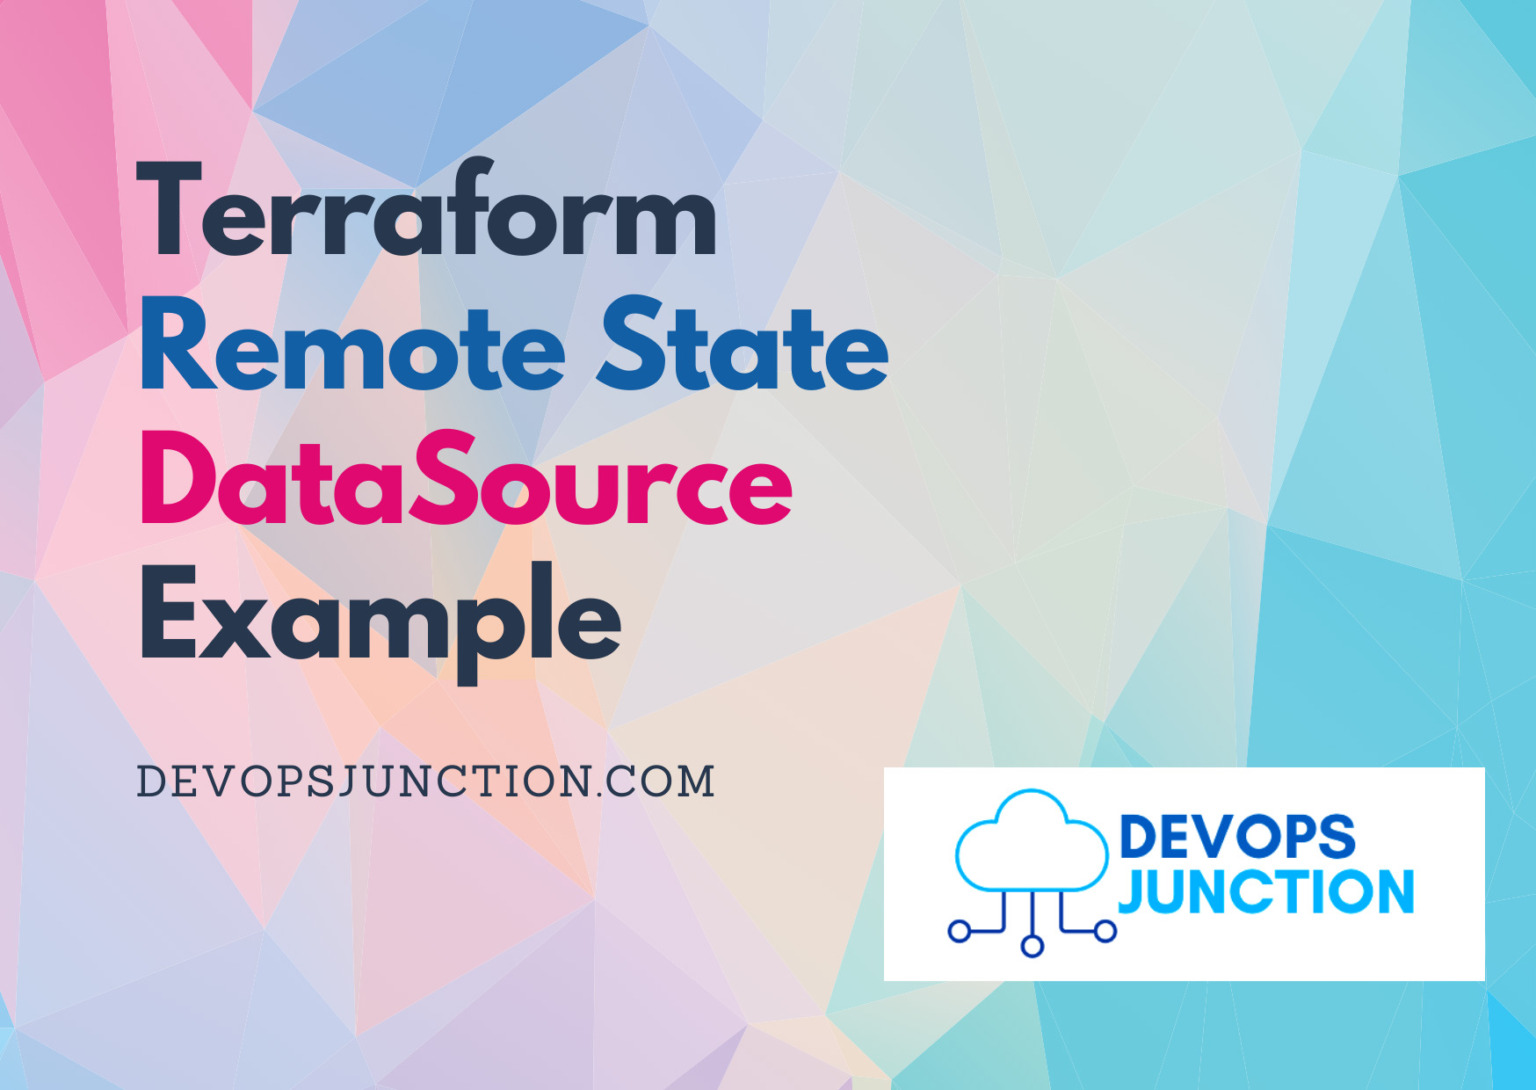 Terraform
Remote State
DataSource
Example
DEVOPSJUNCTION.COM
DEVOPS
JUNCTION